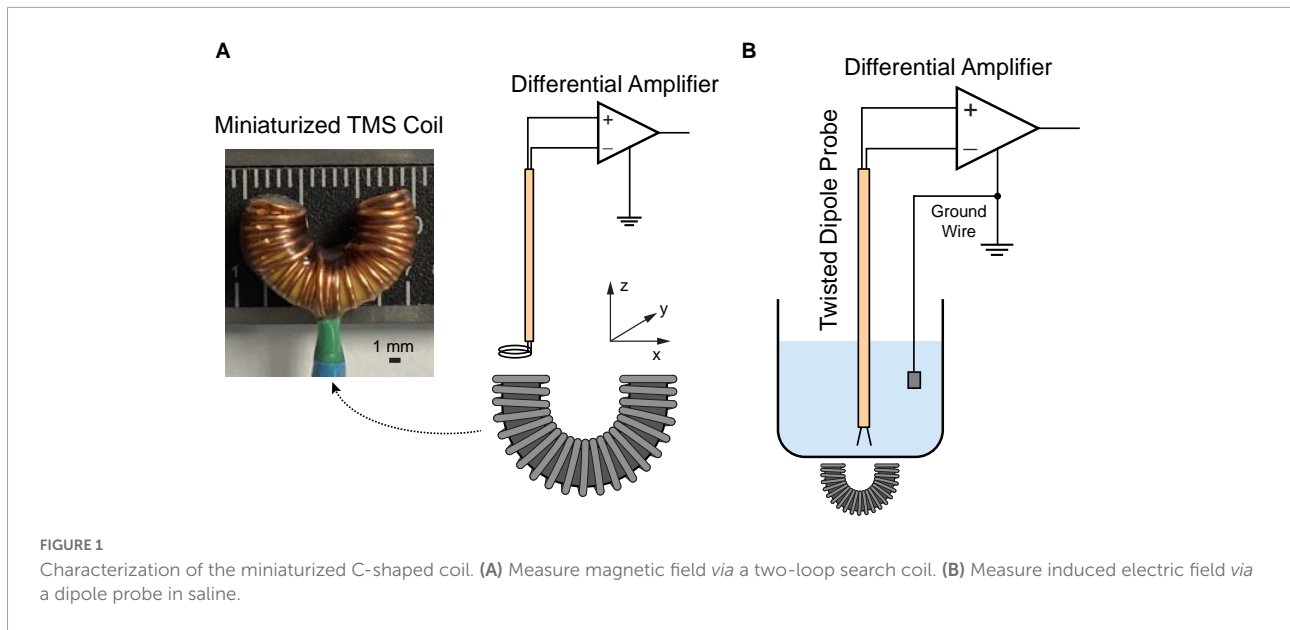 A
B
Differential Amplifier
Differential Amplifier
Miniaturized TMS Coil
+
−
+
−
Twisted Dipole Probe
Ground
Wire
z
y
x
1 mm
FIGURE 1
Characterization of the miniaturized C-shaped coil. (A) Measure magnetic field via a two-loop search coil. (B) Measure induced electric field via
a dipole probe in saline.